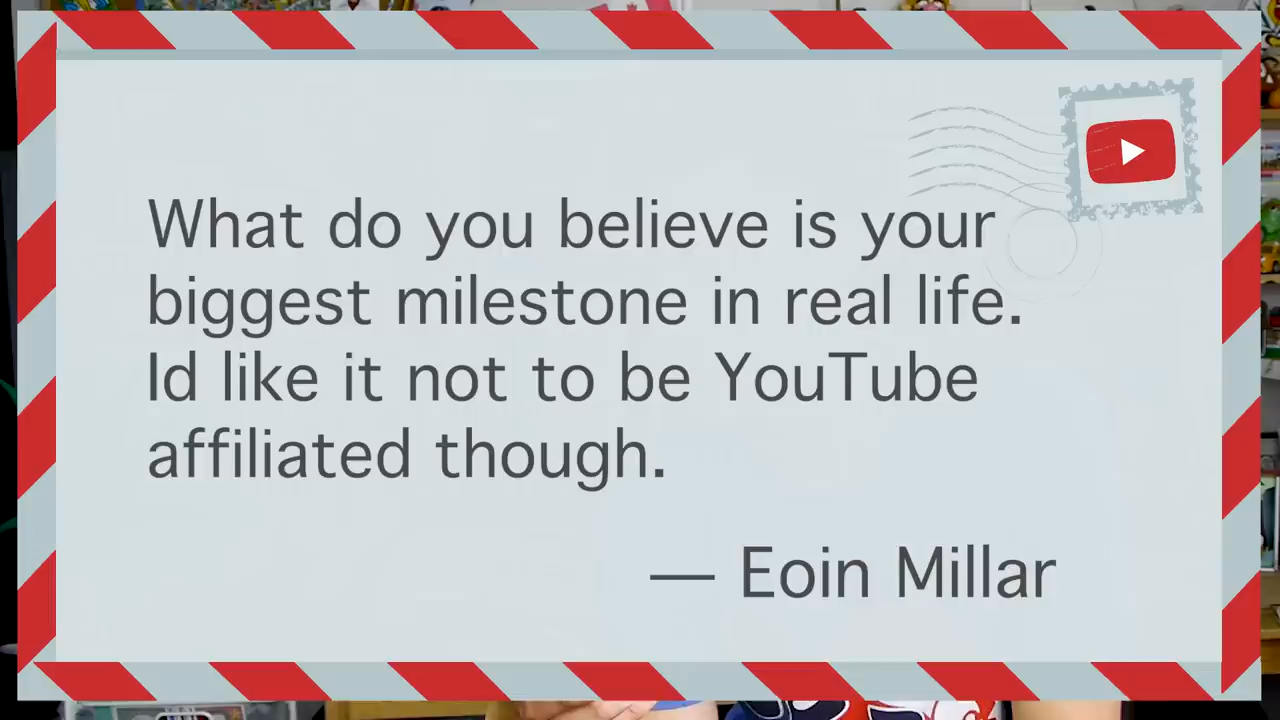 What do you believe is your
biggest milestone in real life.
Id like it not to be YouTube
affiliated though.
— Eoin Millar